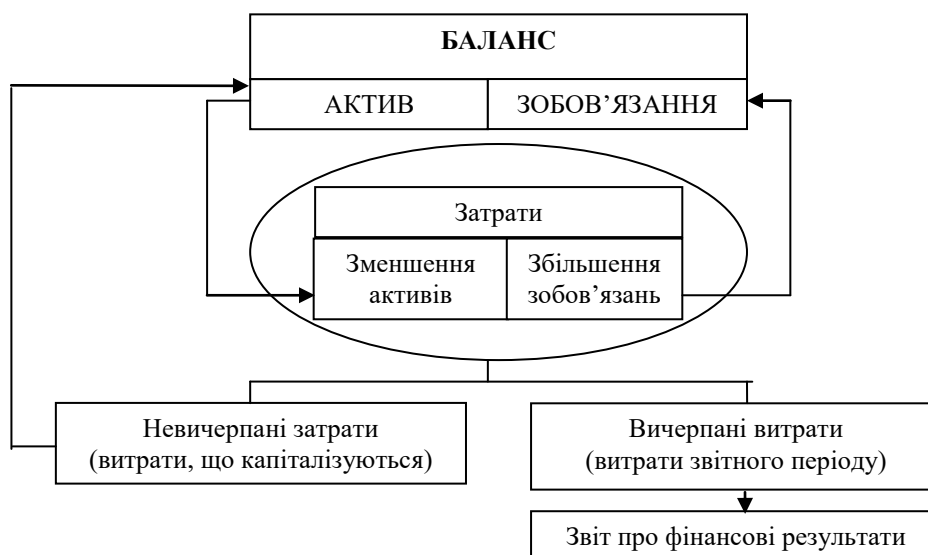 БАЛАНС
АКТИВ
ЗОБОВ’ЯЗАННЯ
Затрати
Зменшення
активів
Збільшення
зобов’язань
Невичерпані затрати
(витрати, що капіталізуються)
Вичерпані витрати
(витрати звітного періоду)
Звіт про фінансові результати